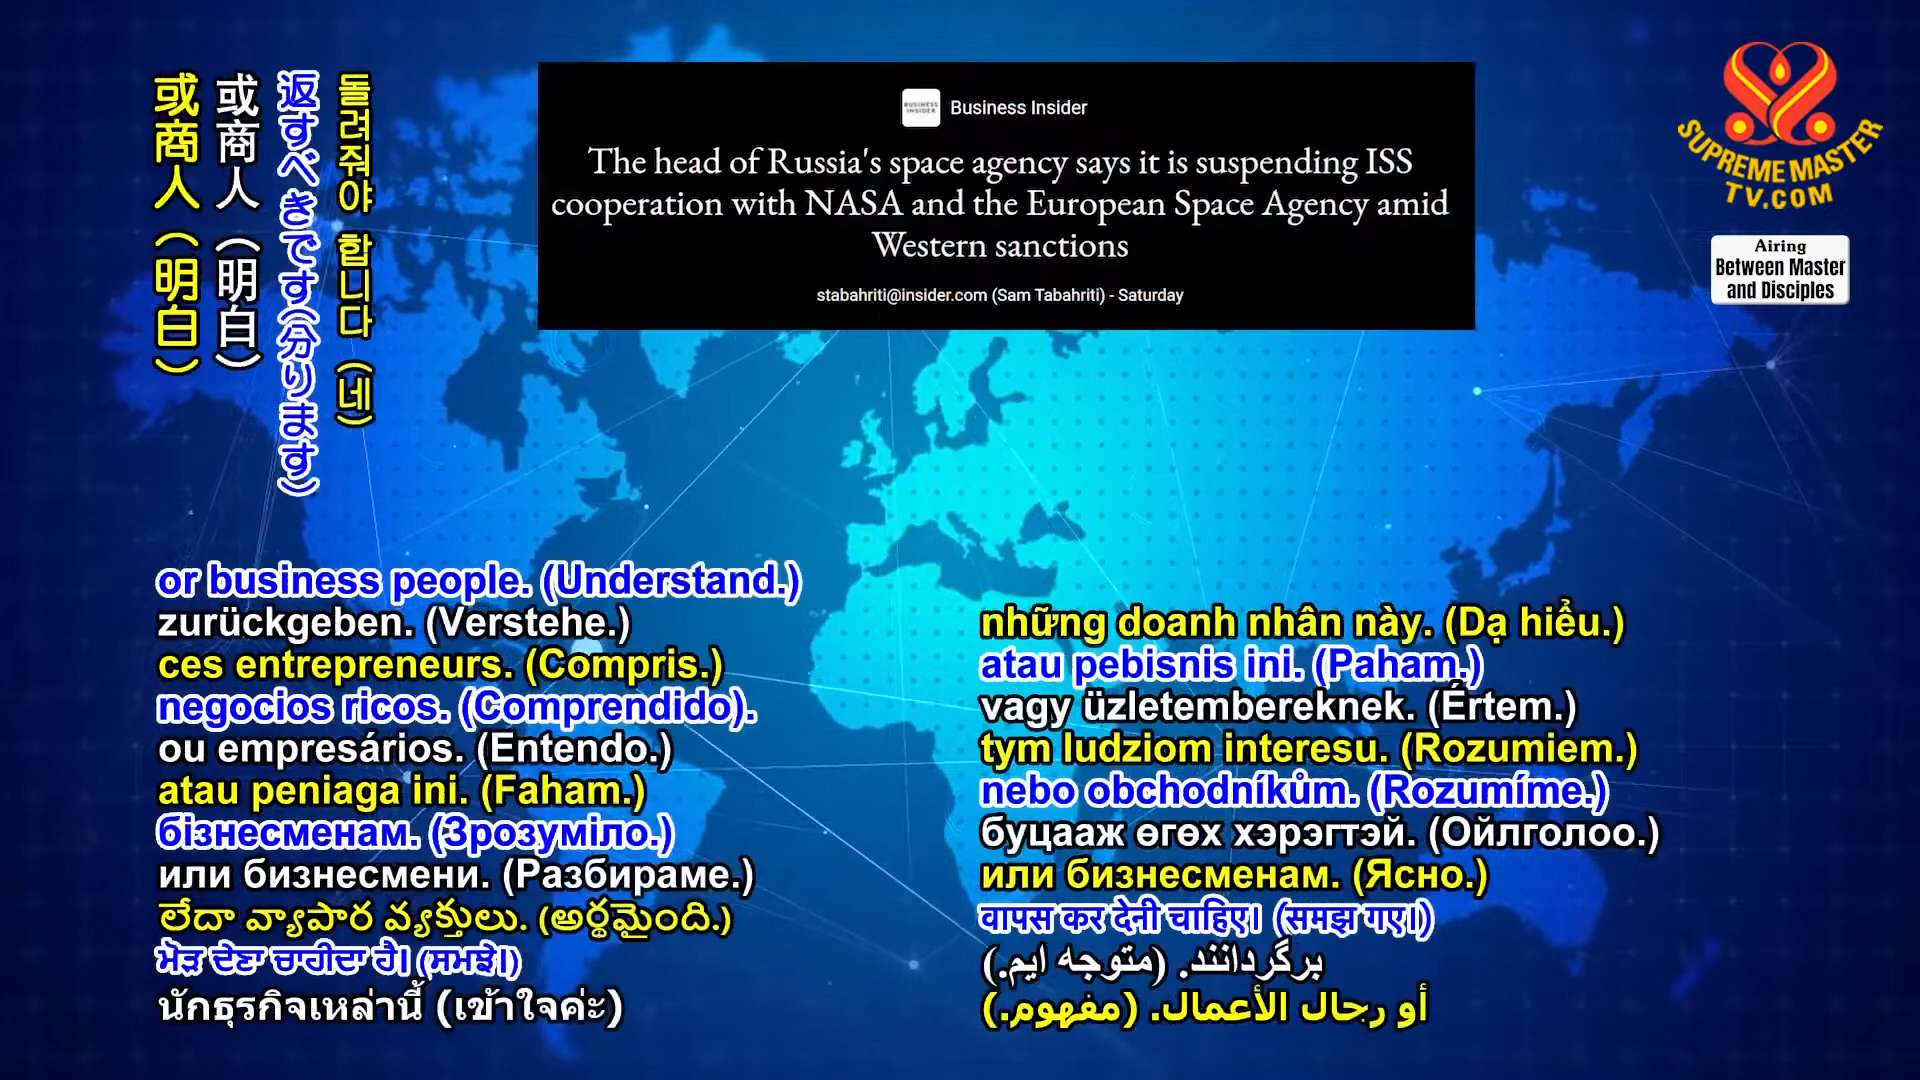 或商人（明白）
或商人（明白）
返すべきです（分ります）
돌려줘야 합니다 (네)
BUSINESS
INSIDER
Business Insider
The head of Russia's space agency says it is suspending ISS
cooperation with NASA and the European Space Agency amid
Western sanctions
stabahriti@insider.com (Sam Tabahriti) - Saturday
SUPREME MASTER
TV.COM
Airing
Between Master
and Disciples
or business people. (Understand.)
zurückgeben. (Verstehe.)
ces entrepreneurs. (Compris.)
negocios ricos. (Comprendido).
ou empresários. (Entendo.)
atau peniaga ini. (Faham.)
бізнесменам. (Зрозуміло.)
или бизнесмени. (Разбираме.)
లేదా వ్యాపార వ్యక్తులు. (అర్థమైంది.)
ਮੋੜ ਦੇਣਾ ਚਾਹੀਦਾ ਹੈ। (ਸਮਝੇ।)
นักธุรกิจเหล่านี้ (เข้าใจค่ะ)
những doanh nhân này. (Dạ hiểu.)
atau pebisnis ini. (Paham.)
vagy üzletembereknek. (Értem.)
tym ludziom interesu. (Rozumiem.)
nebo obchodníkům. (Rozumíme.)
буцааж өгөх хэрэгтэй. (Ойлголоо.)
или бизнесменам. (Ясно.)
वापस कर देनी चाहिए। (समझ गए।)
برگردانند. (متوجه ایم.)
أو رجال الأعمال. (مفهوم.)